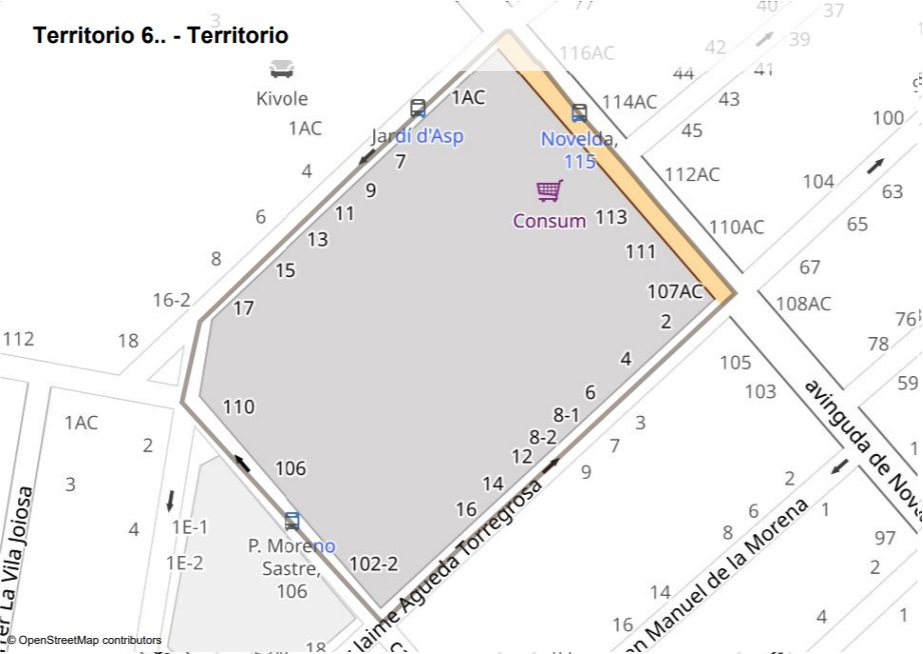 Territorio 6.. - Territorio
3
77
40
37
39
42
41
116AC
44
43
Kivole
1AC
114AC
100
Jardí d'Asp
Novelda,
115
45
1AC
7
4
112AC
104
63
9
Consum
113
11
6
110AC
65
13
111
8
15
67
107AC
16-2
17
108AC
2
76
112
18
78
4
105
59
103
6
110
8-1
3
1AC
8-2
7
2
12
9
avinguda de Nov
1
106
14
2
3
16
6
1
4
1E-1
8
97
P. Moreno
Sastre,
106
1E-2
102-2
2
Jaime Agueda Torregrosa
Manuel de la Morena
La Vila Joiosa
14
16
4
1
18
© OpenStreetMap contributors